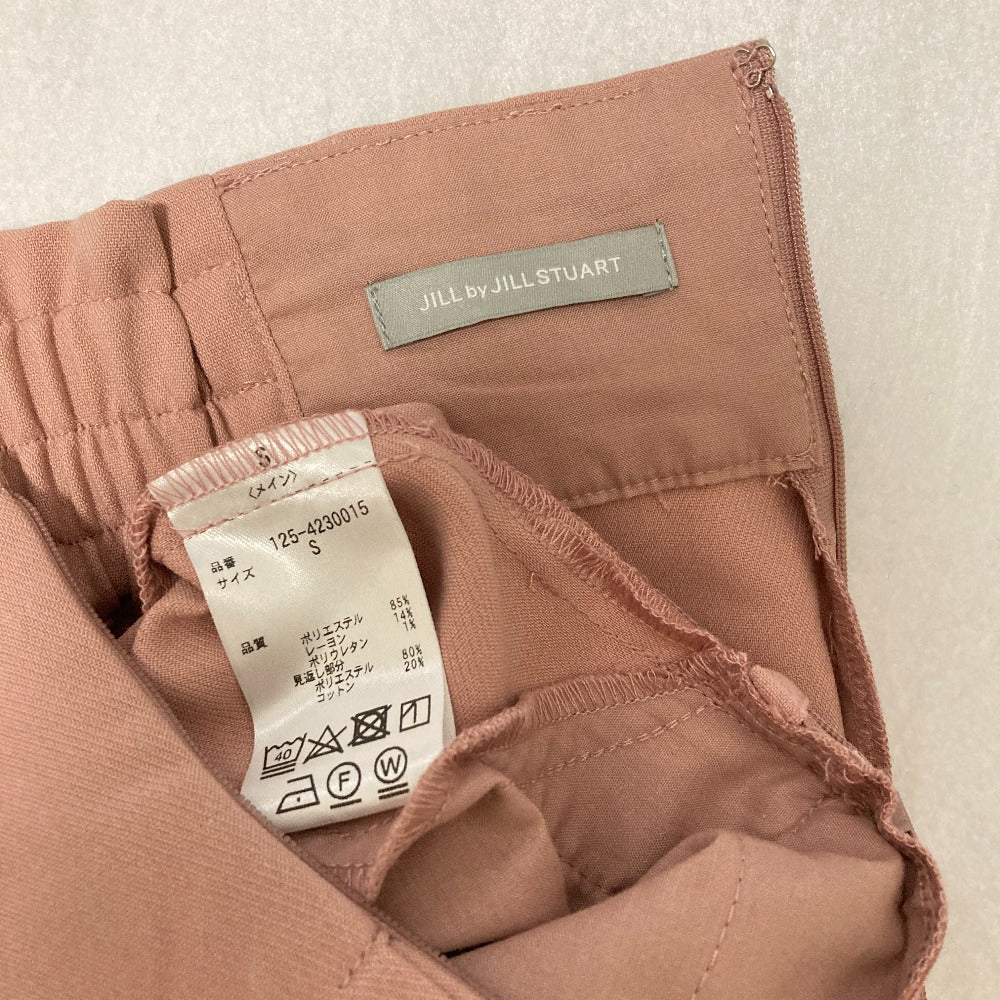 JILL by JILL STUART
S
〈メイン〉
品番 125-4230015
サイズ S
品質
ポリエステル 85%
レーヨン 14%
ポリウレタン 1%
見返し部分
ポリエステル 80%
コットン 20%
40
F W